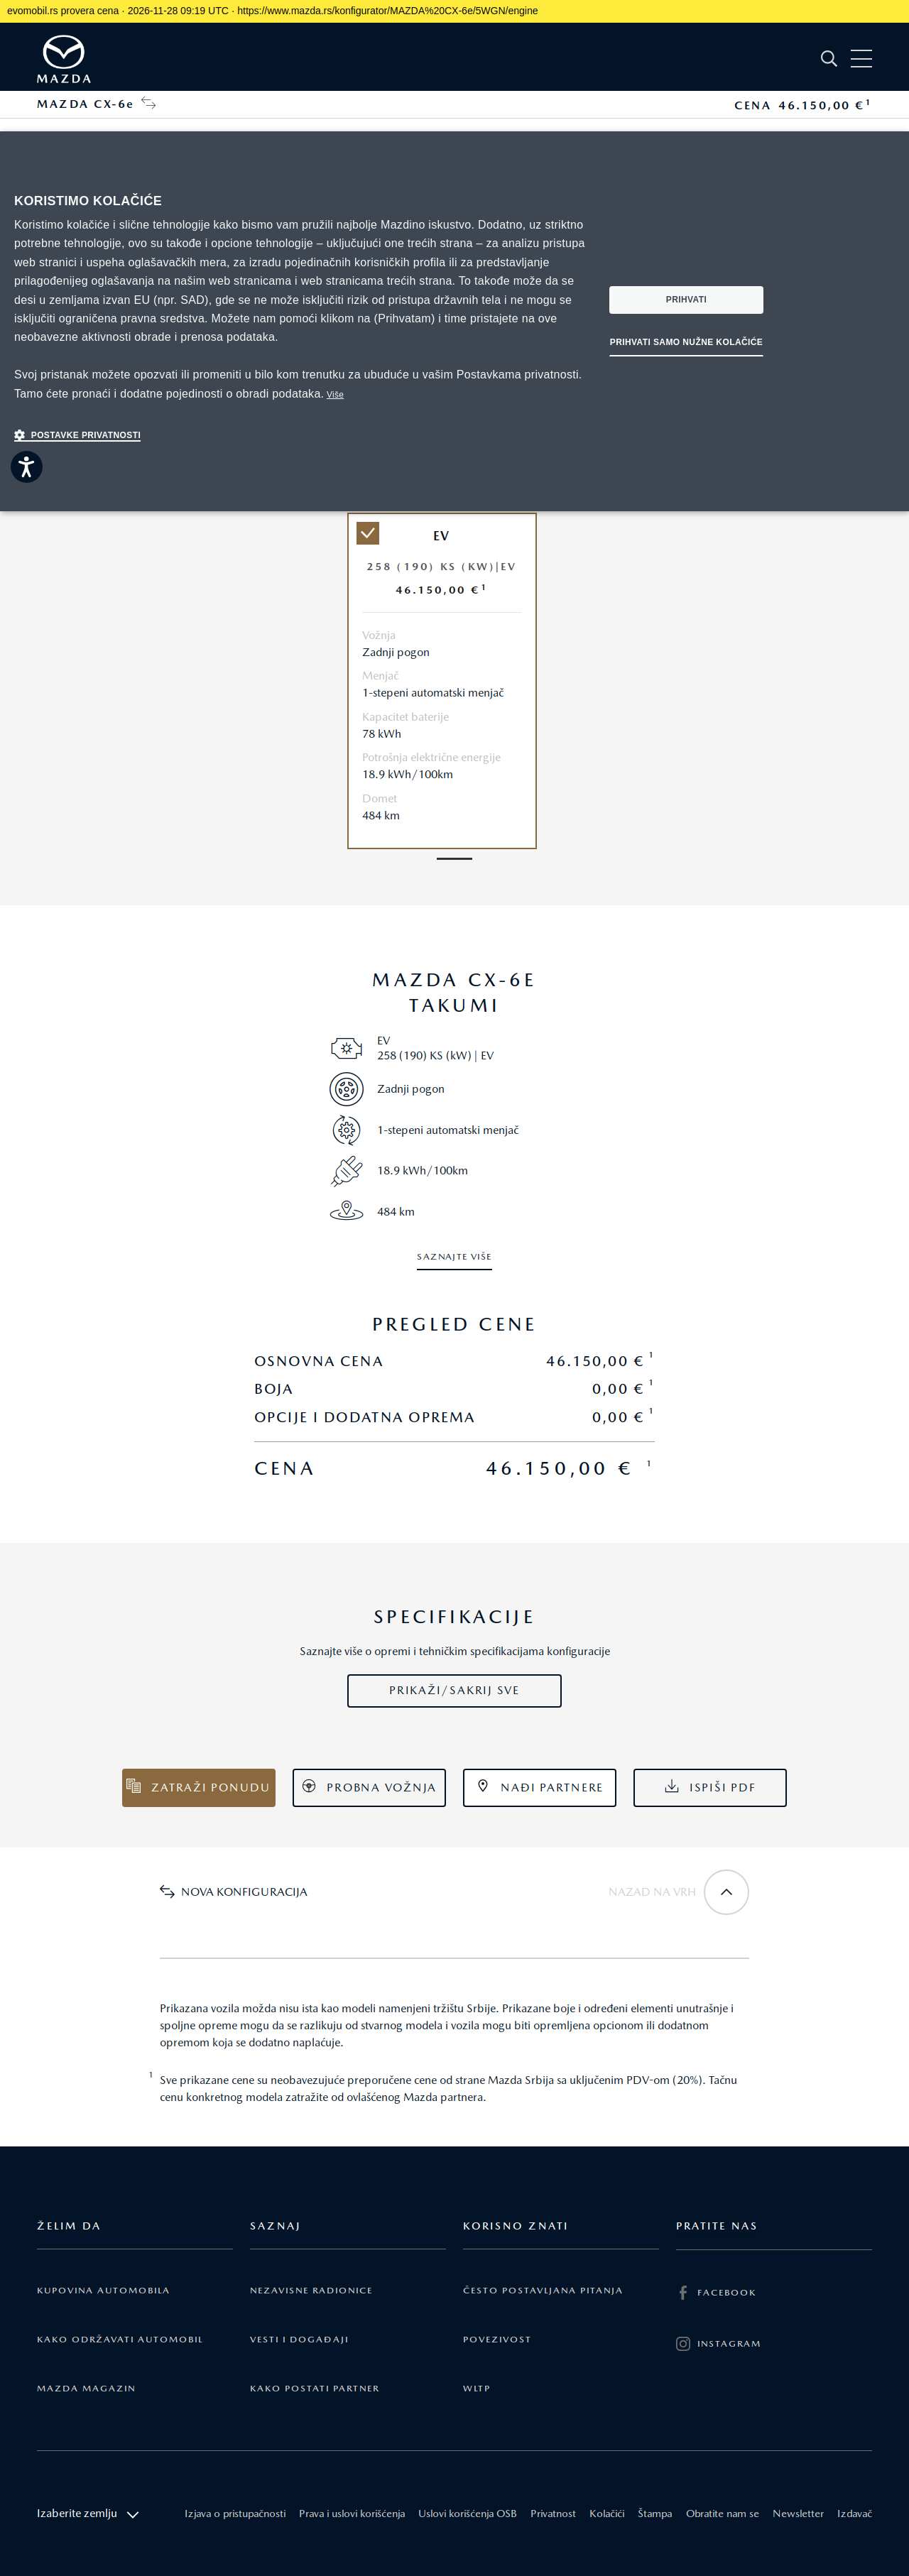 evomobil.rs provera cena · 2026-11-28 09:19 UTC · https://www.mazda.rs/konfigurator/MAZDA%20CX-6e/5WGN/engine
MAZDA
MAZDA CX-6e
CENA 46.150,00 €1
KORISTIMO KOLAČIĆE
Koristimo kolačiće i slične tehnologije kako bismo vam pružili najbolje Mazdino iskustvo. Dodatno, uz striktno
potrebne tehnologije, ovo su takođe i opcione tehnologije – uključujući one trećih strana – za analizu pristupa
web stranici i uspeha oglašavačkih mera, za izradu pojedinačnih korisničkih profila ili za predstavljanje
prilagođenijeg oglašavanja na našim web stranicama i web stranicama trećih strana. To takođe može da se
desi u zemljama izvan EU (npr. SAD), gde se ne može isključiti rizik od pristupa državnih tela i ne mogu se
isključiti ograničena pravna sredstva. Možete nam pomoći klikom na (Prihvatam) i time pristajete na ove
neobavezne aktivnosti obrade i prenosa podataka.
Svoj pristanak možete opozvati ili promeniti u bilo kom trenutku za ubuduće u vašim Postavkama privatnosti.
Tamo ćete pronaći i dodatne pojedinosti o obradi podataka. Više
PRIHVATI
PRIHVATI SAMO NUŽNE KOLAČIĆE
POSTAVKE PRIVATNOSTI
EV
258 (190) KS (KW)|EV
46.150,00 €1
Vožnja
Zadnji pogon
Menjač
1-stepeni automatski menjač
Kapacitet baterije
78 kWh
Potrošnja električne energije
18.9 kWh/100km
Domet
484 km
MAZDA CX-6E
TAKUMI
EV
258 (190) KS (kW) | EV
Zadnji pogon
1-stepeni automatski menjač
18.9 kWh/100km
484 km
SAZNAJTE VIŠE
PREGLED CENE
OSNOVNA CENA 46.150,00 € 1
BOJA 0,00 € 1
OPCIJE I DODATNA OPREMA 0,00 € 1
CENA 46.150,00 € 1
SPECIFIKACIJE
Saznajte više o opremi i tehničkim specifikacijama konfiguracije
PRIKAŽI/SAKRIJ SVE
ZATRAŽI PONUDU PROBNA VOŽNJA NAĐI PARTNERE ISPIŠI PDF
NOVA KONFIGURACIJA NAZAD NA VRH
Prikazana vozila možda nisu ista kao modeli namenjeni tržištu Srbije. Prikazane boje i određeni elementi unutrašnje i
spoljne opreme mogu da se razlikuju od stvarnog modela i vozila mogu biti opremljena opcionom ili dodatnom
opremom koja se dodatno naplaćuje.
1 Sve prikazane cene su neobavezujuće preporučene cene od strane Mazda Srbija sa uključenim PDV-om (20%). Tačnu
cenu konkretnog modela zatražite od ovlašćenog Mazda partnera.
ŽELIM DA SAZNAJ KORISNO ZNATI PRATITE NAS
KUPOVINA AUTOMOBILA NEZAVISNE RADIONICE ČESTO POSTAVLJANA PITANJA FACEBOOK
KAKO ODRŽAVATI AUTOMOBIL VESTI I DOGAĐAJI POVEZIVOST INSTAGRAM
MAZDA MAGAZIN KAKO POSTATI PARTNER WLTP
Izaberite zemlju Izjava o pristupačnosti Prava i uslovi korišćenja Uslovi korišćenja OSB Privatnost Kolačići Štampa Obratite nam se Newsletter Izdavač